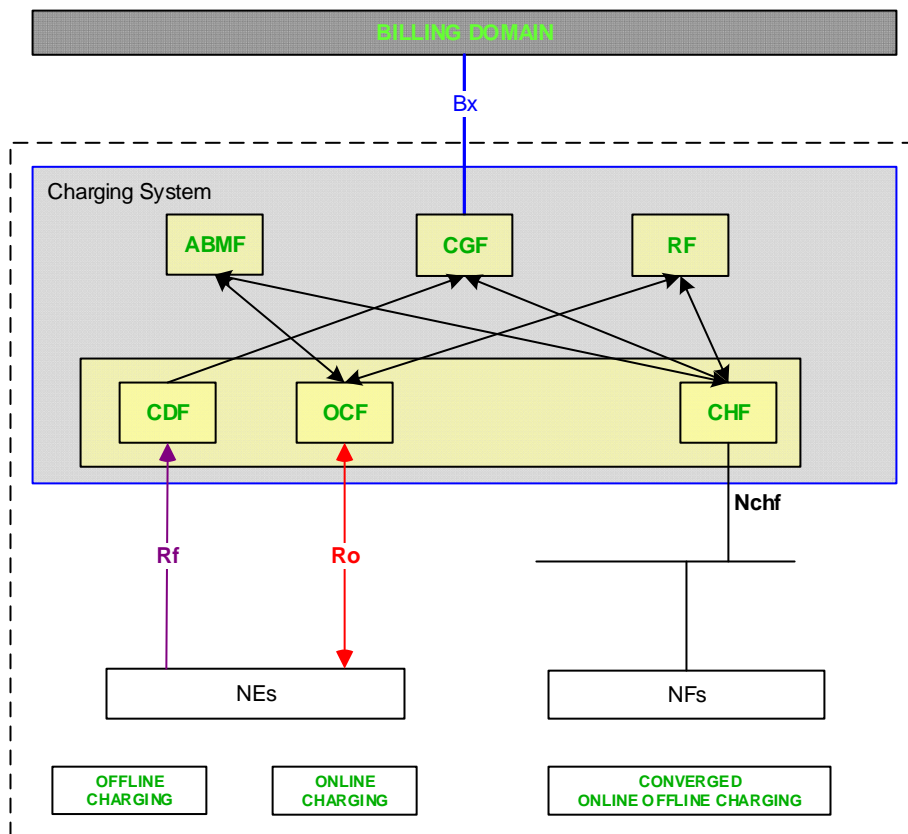 BILLING DOMAIN
Bx
Charging System
ABMF
CGF
RF
CDF
OCF
CHF
Nchf
Rf
Ro
NEs
NFs
OFFLINE
CHARGING
ONLINE
CHARGING
CONVERGED
ONLINE OFFLINE CHARGING